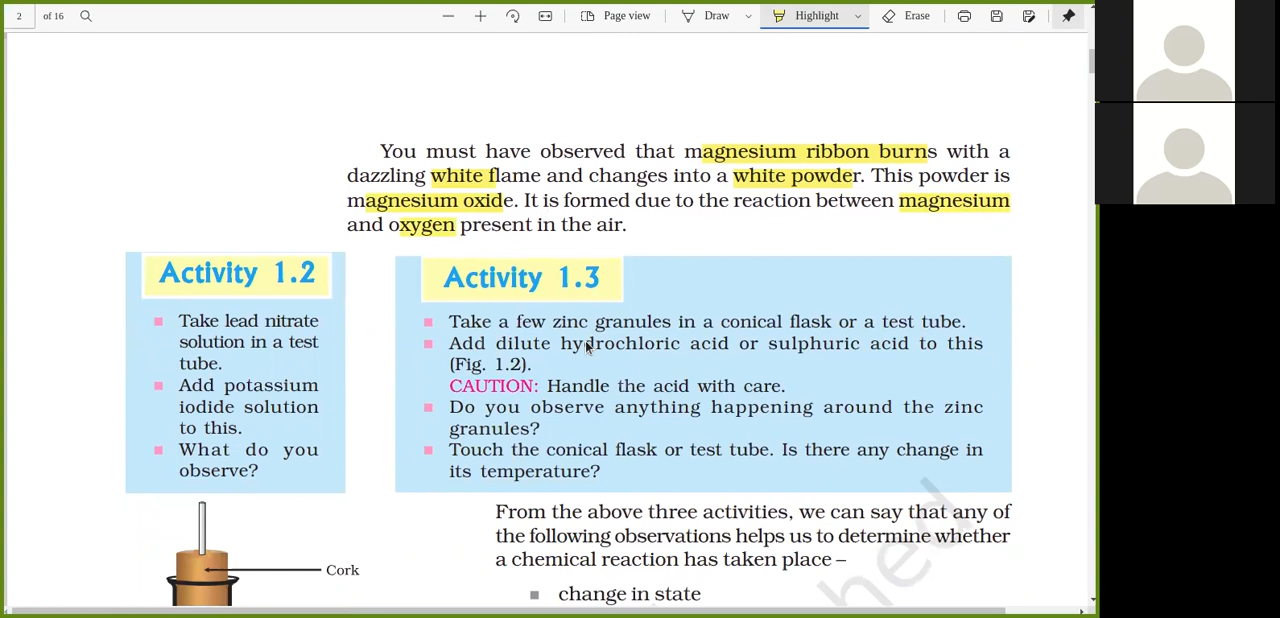 2 of 16 Page view Draw Highlight Erase
You must have observed that magnesium ribbon burns with a
dazzling white flame and changes into a white powder. This powder is
magnesium oxide. It is formed due to the reaction between magnesium
and oxygen present in the air.
Activity 1.2
Take lead nitrate
solution in a test
tube.
Add potassium
iodide solution
to this.
What do you
observe?
Activity 1.3
Take a few zinc granules in a conical flask or a test tube.
Add dilute hydrochloric acid or sulphuric acid to this
(Fig. 1.2).
CAUTION: Handle the acid with care.
Do you observe anything happening around the zinc
granules?
Touch the conical flask or test tube. Is there any change in
its temperature?
Cork
From the above three activities, we can say that any of
the following observations helps us to determine whether
a chemical reaction has taken place –
change in state